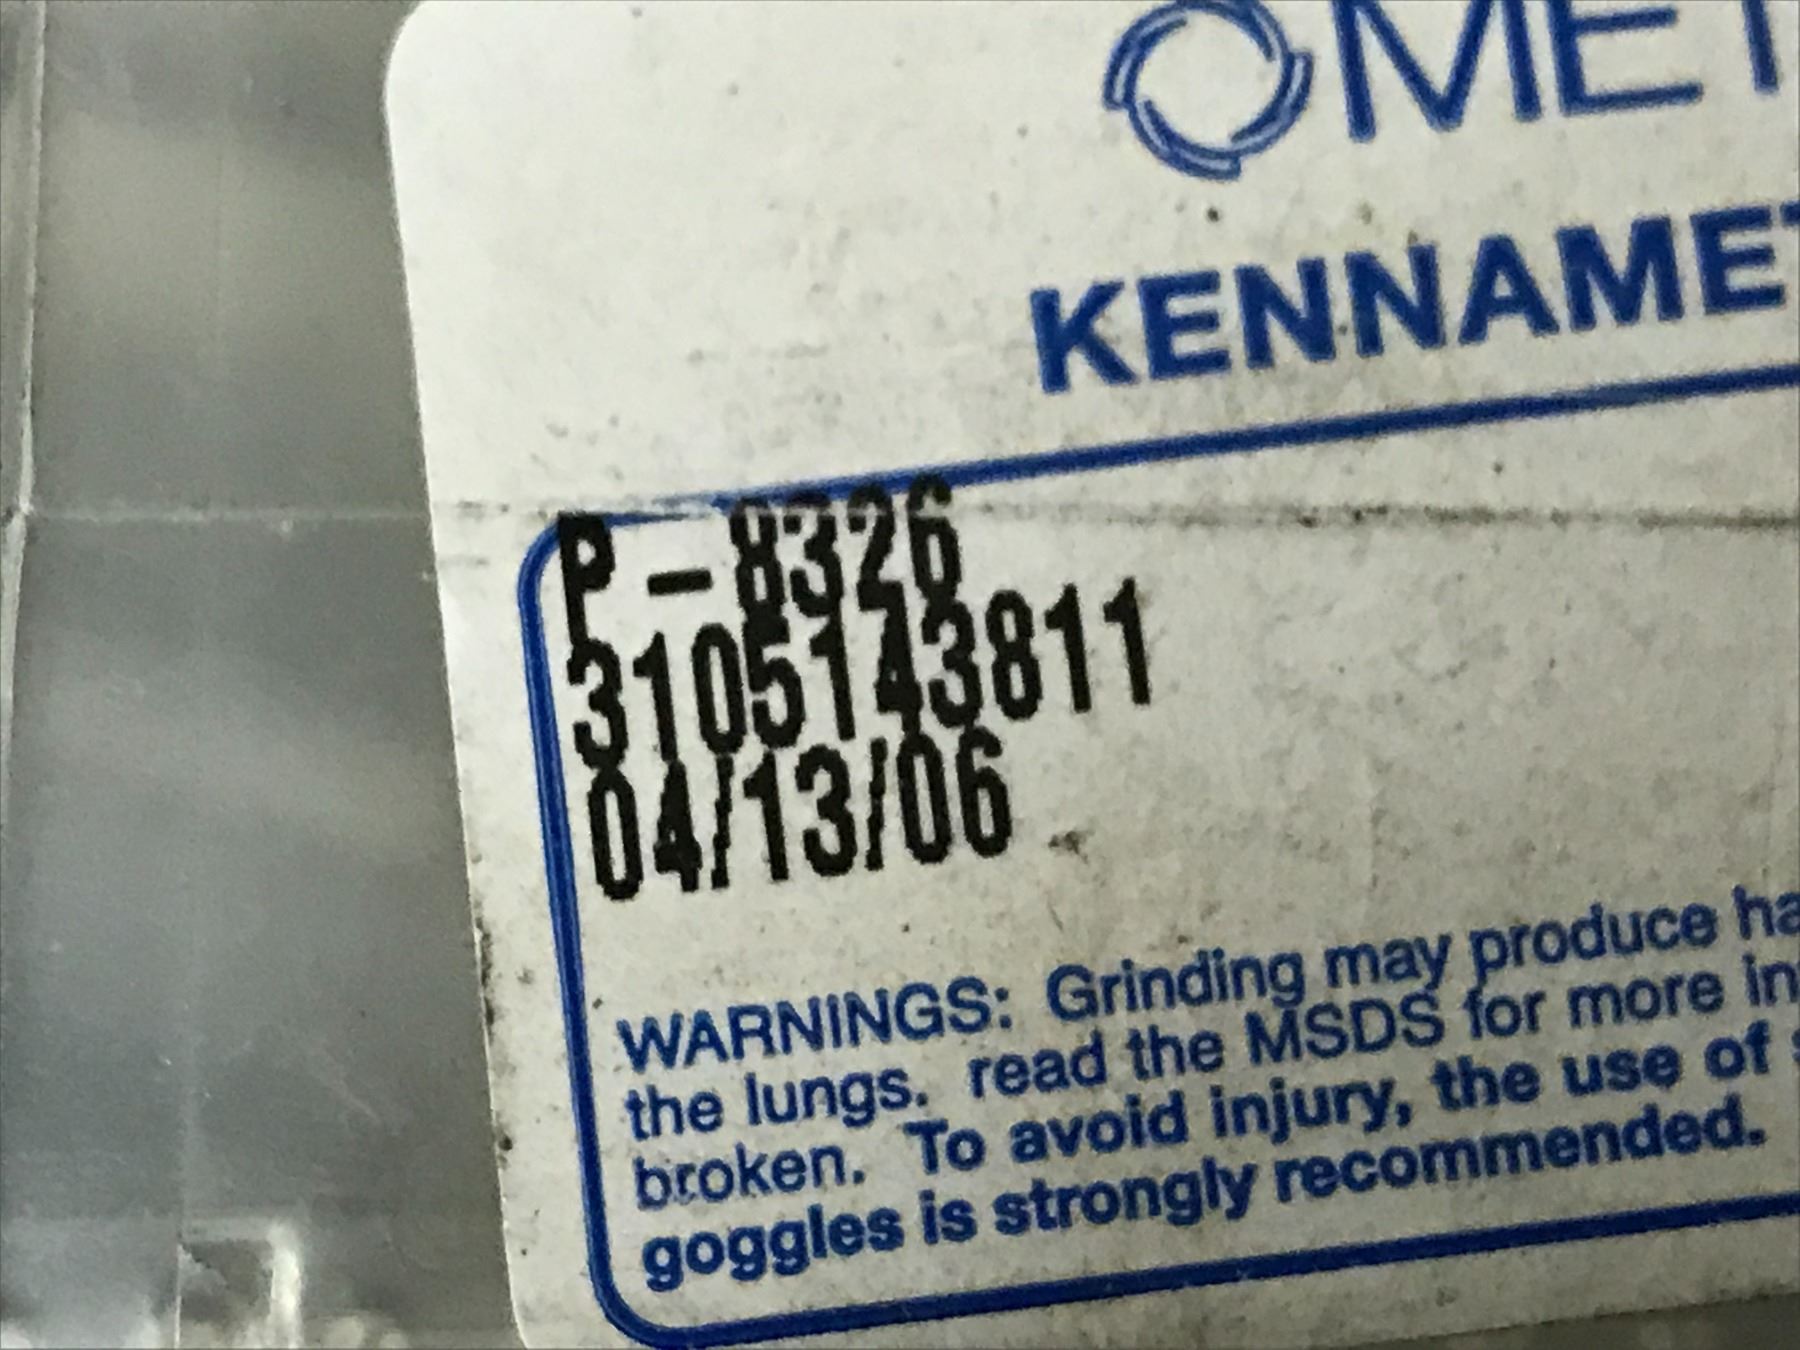 MET
KENNAMET
P-8326
3105143811
04/13/06
WARNINGS: Grinding may produce ha
the lungs. read the MSDS for more in
broken. To avoid injury, the use of s
goggles is strongly recommended.